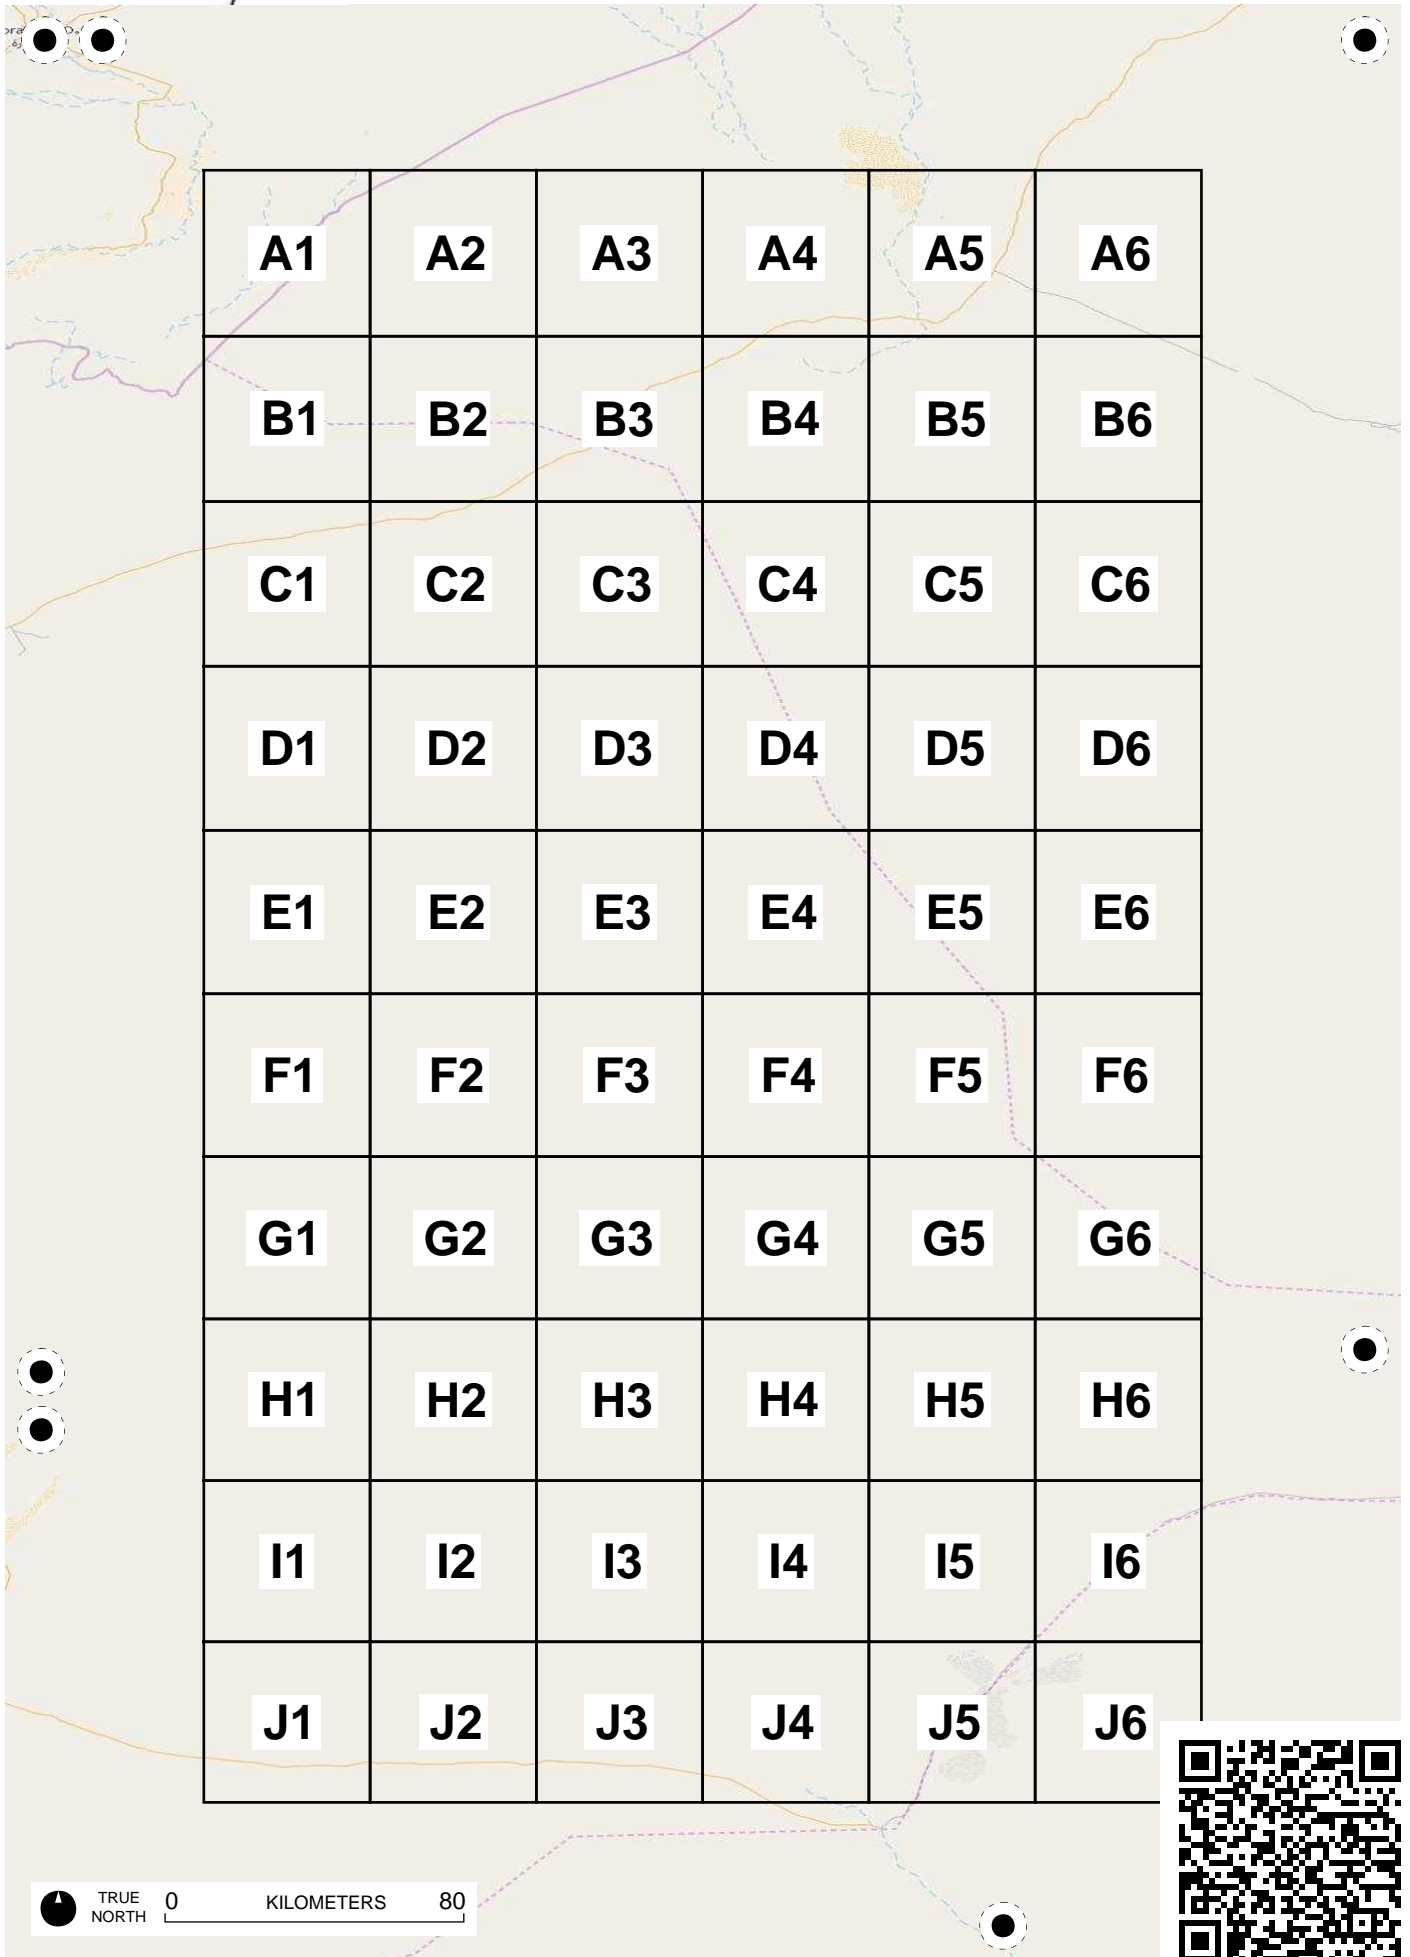 A1 A2 A3 A4 A5 A6
B1 B2 B3 B4 B5 B6
C1 C2 C3 C4 C5 C6
D1 D2 D3 D4 D5 D6
E1 E2 E3 E4 E5 E6
F1 F2 F3 F4 F5 F6
G1 G2 G3 G4 G5 G6
H1 H2 H3 H4 H5 H6
I1 I2 I3 I4 I5 I6
J1 J2 J3 J4 J5 J6
TRUE
NORTH
0 KILOMETERS 80